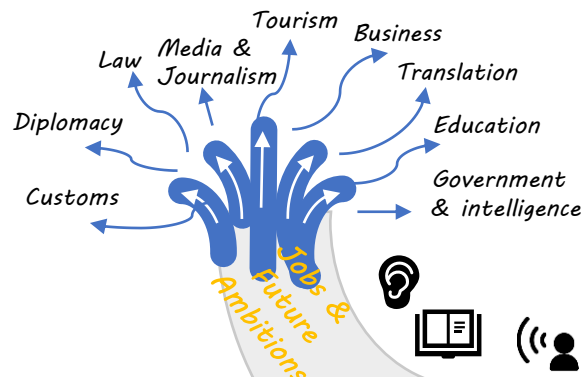 Tourism
Business
Media &
Journalism
Law
Translation
Diplomacy
Education
Customs
Government
& intelligence
Jobs &
Future
Ambitions